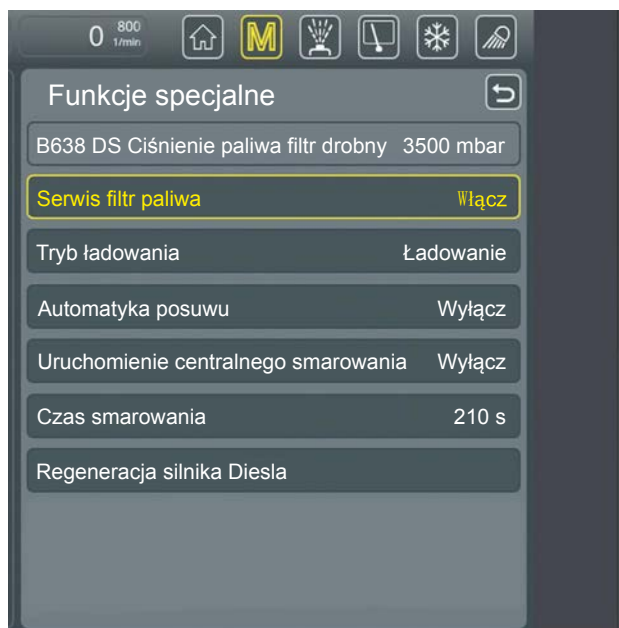 0 800 1/min
M
Funkcje specjalne
B638 DS Ciśnienie paliwa filtr drobny 3500 mbar
Serwis filtr paliwa Włącz
Tryb ładowania Ładowanie
Automatyka posuwu Wyłącz
Uruchomienie centralnego smarowania Wyłącz
Czas smarowania 210 s
Regeneracja silnika Diesla